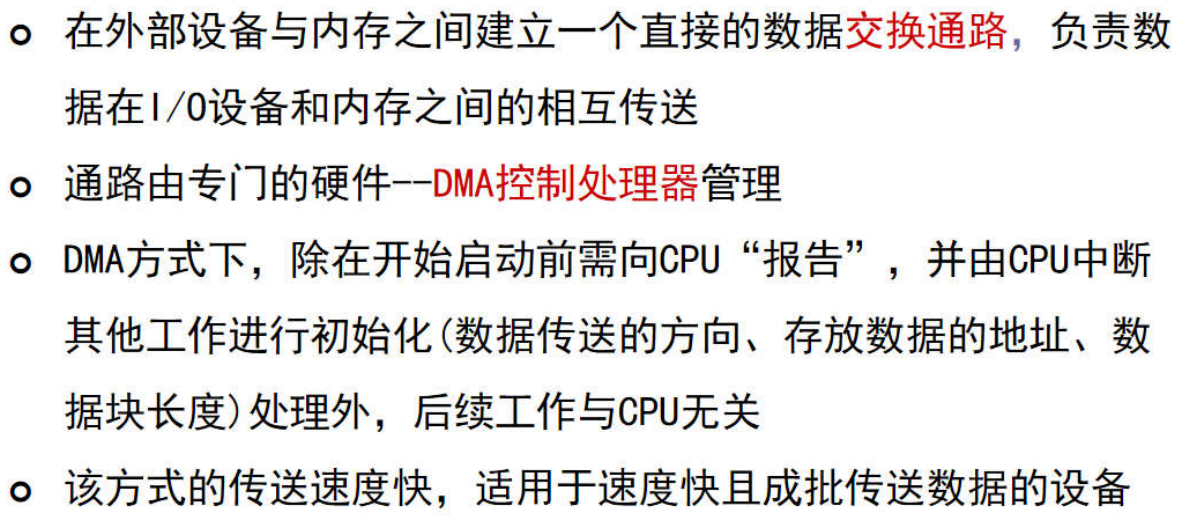 在外部设备与内存之间建立一个直接的数据交换通路，负责数
据在I/O设备和内存之间的相互传送
通路由专门的硬件--DMA控制处理器管理
DMA方式下，除在开始启动前需向CPU“报告”，并由CPU中断
其他工作进行初始化(数据传送的方向、存放数据的地址、数
据块长度)处理外，后续工作与CPU无关
该方式的传送速度快，适用于速度快且成批传送数据的设备